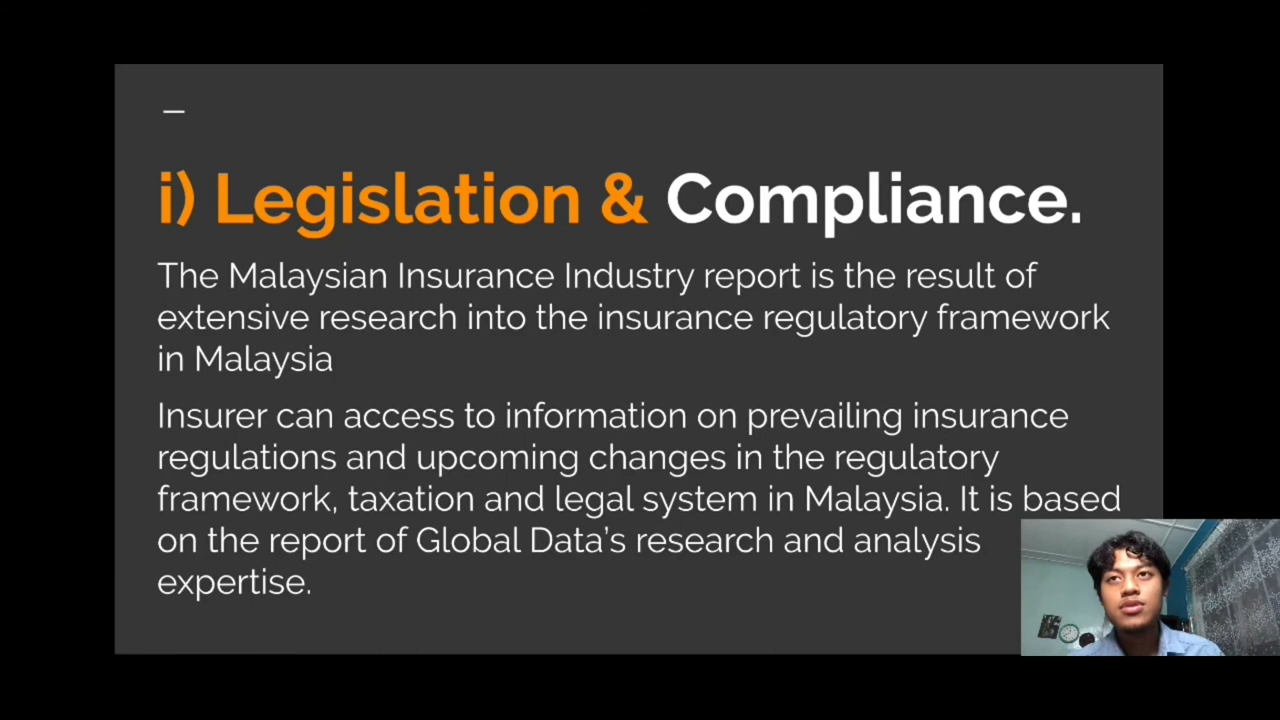 i) Legislation & Compliance.
The Malaysian Insurance Industry report is the result of
extensive research into the insurance regulatory framework
in Malaysia
Insurer can access to information on prevailing insurance
regulations and upcoming changes in the regulatory
framework, taxation and legal system in Malaysia. It is based
on the report of Global Data's research and analysis
expertise.